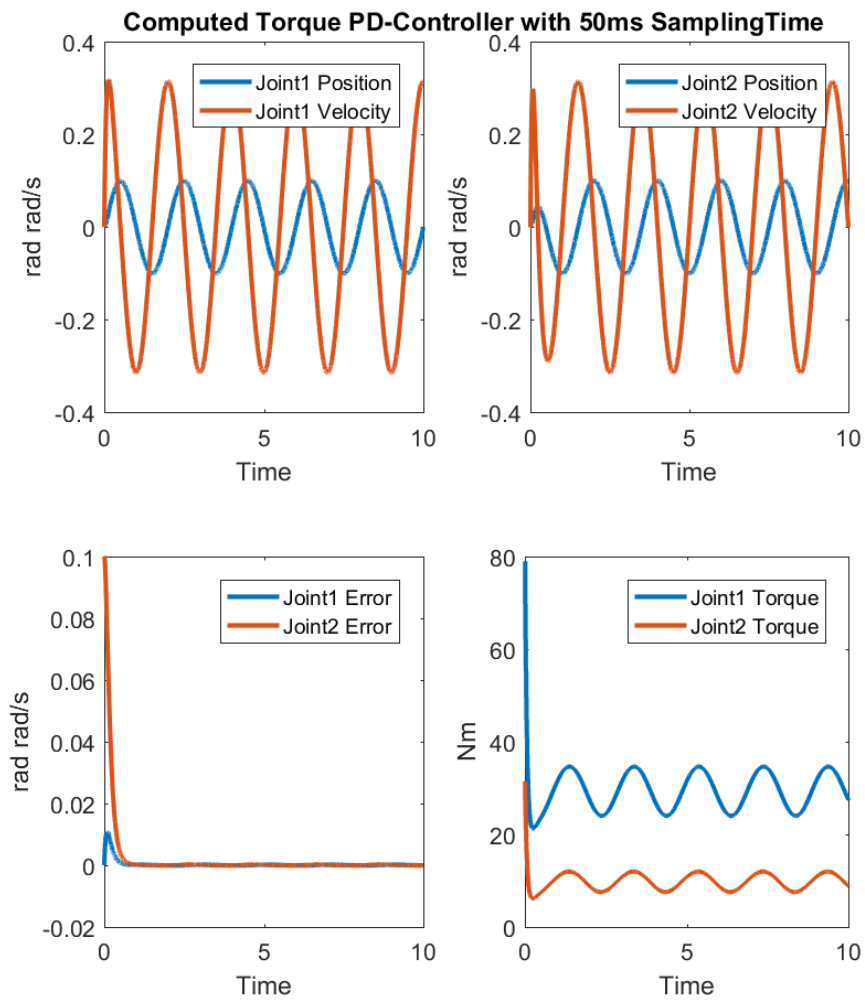 Computed Torque PD-Controller with 50ms SamplingTime
0.4
0.2
0
-0.2
-0.4
rad rad/s
Joint1 Position
Joint1 Velocity
0
5
10
Time
0.4
0.2
0
-0.2
-0.4
rad rad/s
Joint2 Position
Joint2 Velocity
0
5
10
Time
0.1
0.08
0.06
0.04
0.02
0
-0.02
rad rad/s
Joint1 Error
Joint2 Error
0
5
10
Time
80
60
40
20
0
Nm
Joint1 Torque
Joint2 Torque
0
5
10
Time